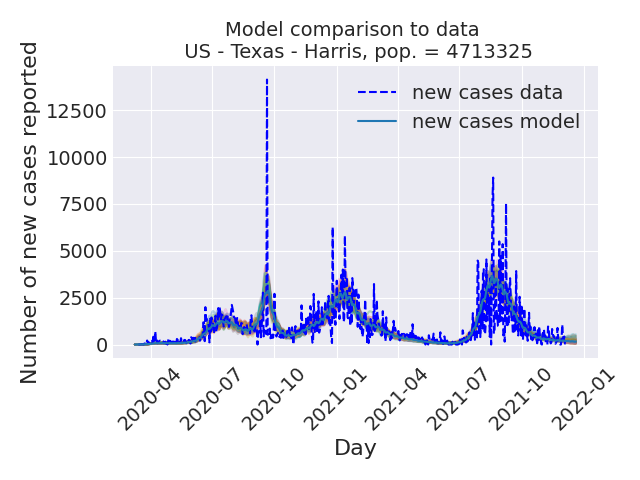 Model comparison to data
US - Texas - Harris, pop. = 4713325
Number of new cases reported
12500
10000
7500
5000
2500
0
new cases data
new cases model
2020-04
2020-07
2020-10
2021-01
2021-04
2021-07
2021-10
2022-01
Day